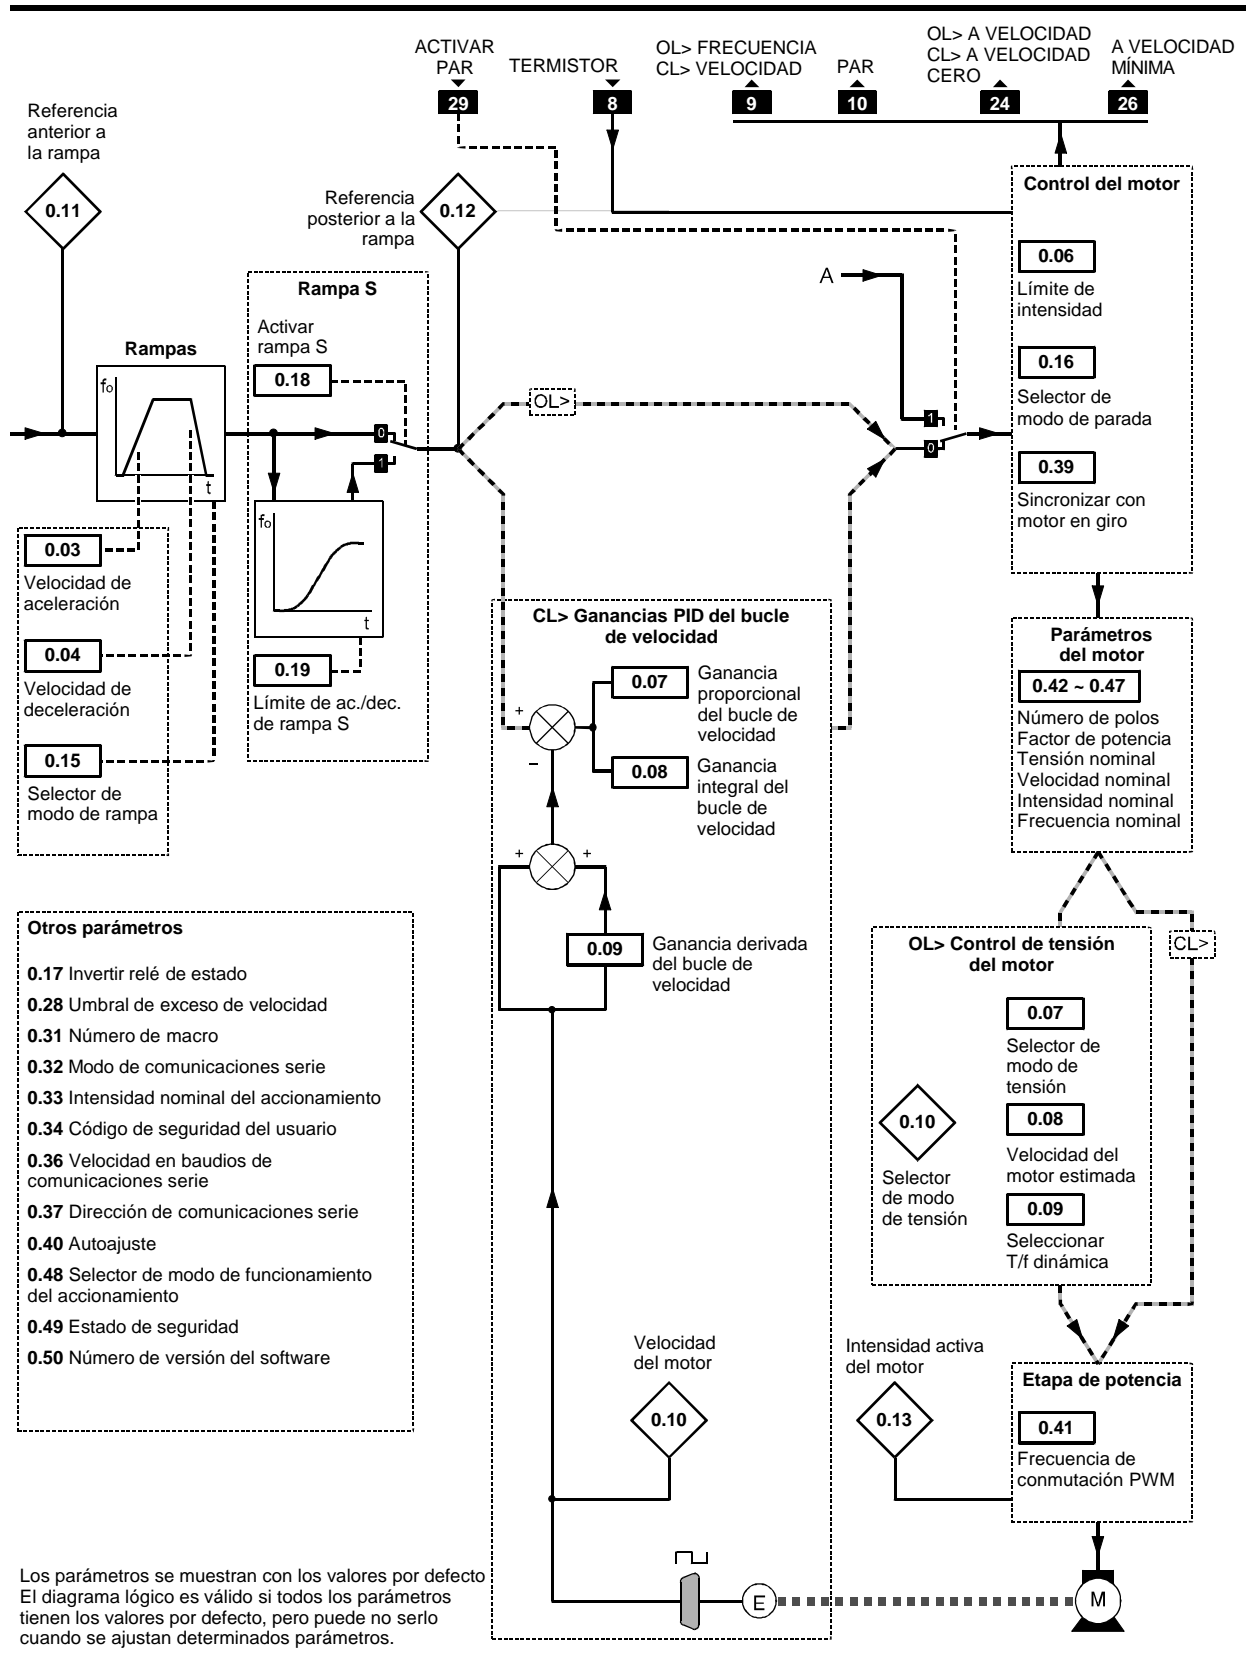 ACTIVAR
PAR
29
TERMISTOR
8
OL> FRECUENCIA
CL> VELOCIDAD
9
PAR
10
OL> A VELOCIDAD
CL> A VELOCIDAD
CERO
24
A VELOCIDAD
MÍNIMA
26
Referencia
anterior a
la rampa
0.11
Referencia
posterior a la
rampa
0.12
Control del motor
0.06
Límite de
intensidad
0.16
Selector de
modo de parada
0.39
Sincronizar con
motor en giro
A
1
0
OL>
Rampas
fo
t
Rampa S
Activar
rampa S
0.18
0
1
fo
t
0.19
Límite de ac./dec.
de rampa S
0.03
Velocidad de
aceleración
0.04
Velocidad de
deceleración
0.15
Selector de
modo de rampa
CL> Ganancias PID del bucle
de velocidad
0.07
Ganancia
proporcional
del bucle de
velocidad
0.08
Ganancia
integral del
bucle de
velocidad
+
−
+
+
0.09
Ganancia derivada
del bucle de
velocidad
Parámetros
del motor
0.42 ~ 0.47
Número de polos
Factor de potencia
Tensión nominal
Velocidad nominal
Intensidad nominal
Frecuencia nominal
Otros parámetros
0.17 Invertir relé de estado
0.28 Umbral de exceso de velocidad
0.31 Número de macro
0.32 Modo de comunicaciones serie
0.33 Intensidad nominal del accionamiento
0.34 Código de seguridad del usuario
0.36 Velocidad en baudios de
comunicaciones serie
0.37 Dirección de comunicaciones serie
0.40 Autoajuste
0.48 Selector de modo de funcionamiento
del accionamiento
0.49 Estado de seguridad
0.50 Número de versión del software
OL> Control de tensión
del motor
CL>
0.07
Selector de
modo de
tensión
0.10
Selector
de modo
de tensión
0.08
Velocidad del
motor estimada
0.09
Seleccionar
T/f dinámica
Velocidad
del motor
0.10
Intensidad activa
del motor
0.13
Etapa de potencia
0.41
Frecuencia de
conmutación PWM
E
M
Los parámetros se muestran con los valores por defecto
El diagrama lógico es válido si todos los parámetros
tienen los valores por defecto, pero puede no serlo
cuando se ajustan determinados parámetros.